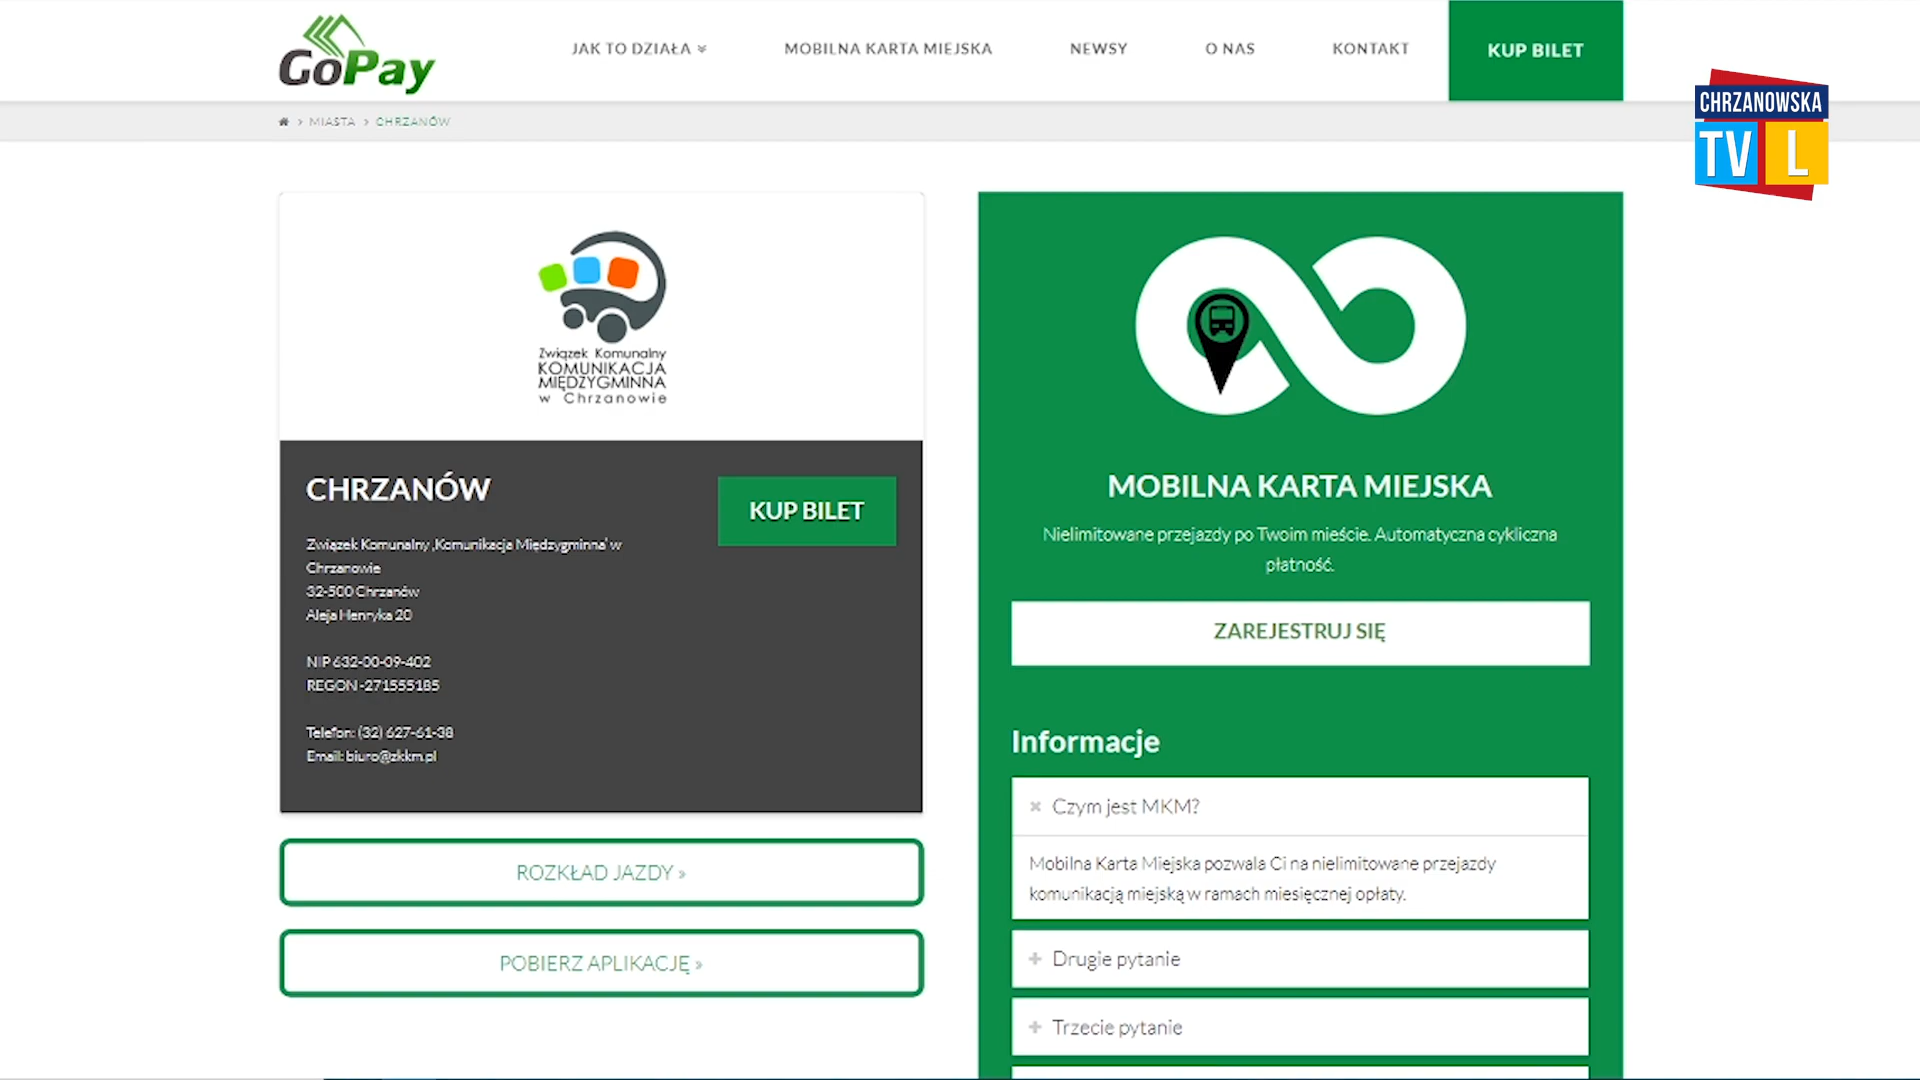 GoPay
JAK TO DZIAŁA
MOBILNA KARTA MIEJSKA
NEWSY
O NAS
KONTAKT
KUP BILET
CHRZANOWSKA
TV L
MIASTA > CHRZANÓW
Związek Komunalny
KOMUNIKACJA
MIĘDZYGMINNA
w Chrzanowie
CHRZANÓW
KUP BILET
Związek Komunalny ‚Komunikacja Międzygminna' w
Chrzanowie
32-500 Chrzanów
Aleja Henryka 20
NIP 632-00-09-402
REGON -271555185
Telefon: (32) 627-61-38
Email: biuro@zkkm.pl
ROZKŁAD JAZDY »
POBIERZ APLIKACJĘ »
MOBILNA KARTA MIEJSKA
Nielimitowane przejazdy po Twoim mieście. Automatyczna cykliczna
płatność.
ZAREJESTRUJ SIĘ
Informacje
Czym jest MKM?
Mobilna Karta Miejska pozwala Ci na nielimitowane przejazdy
komunikacją miejską w ramach miesięcznej opłaty.
Drugie pytanie
Trzecie pytanie